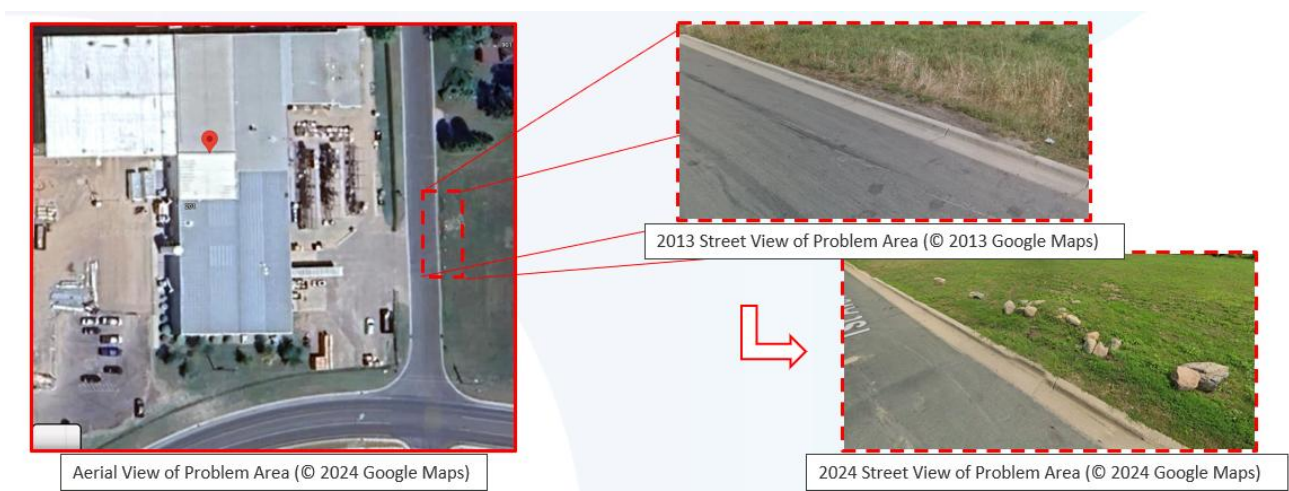 2013 Street View of Problem Area (© 2013 Google Maps)
Aerial View of Problem Area (© 2024 Google Maps)
2024 Street View of Problem Area (© 2024 Google Maps)